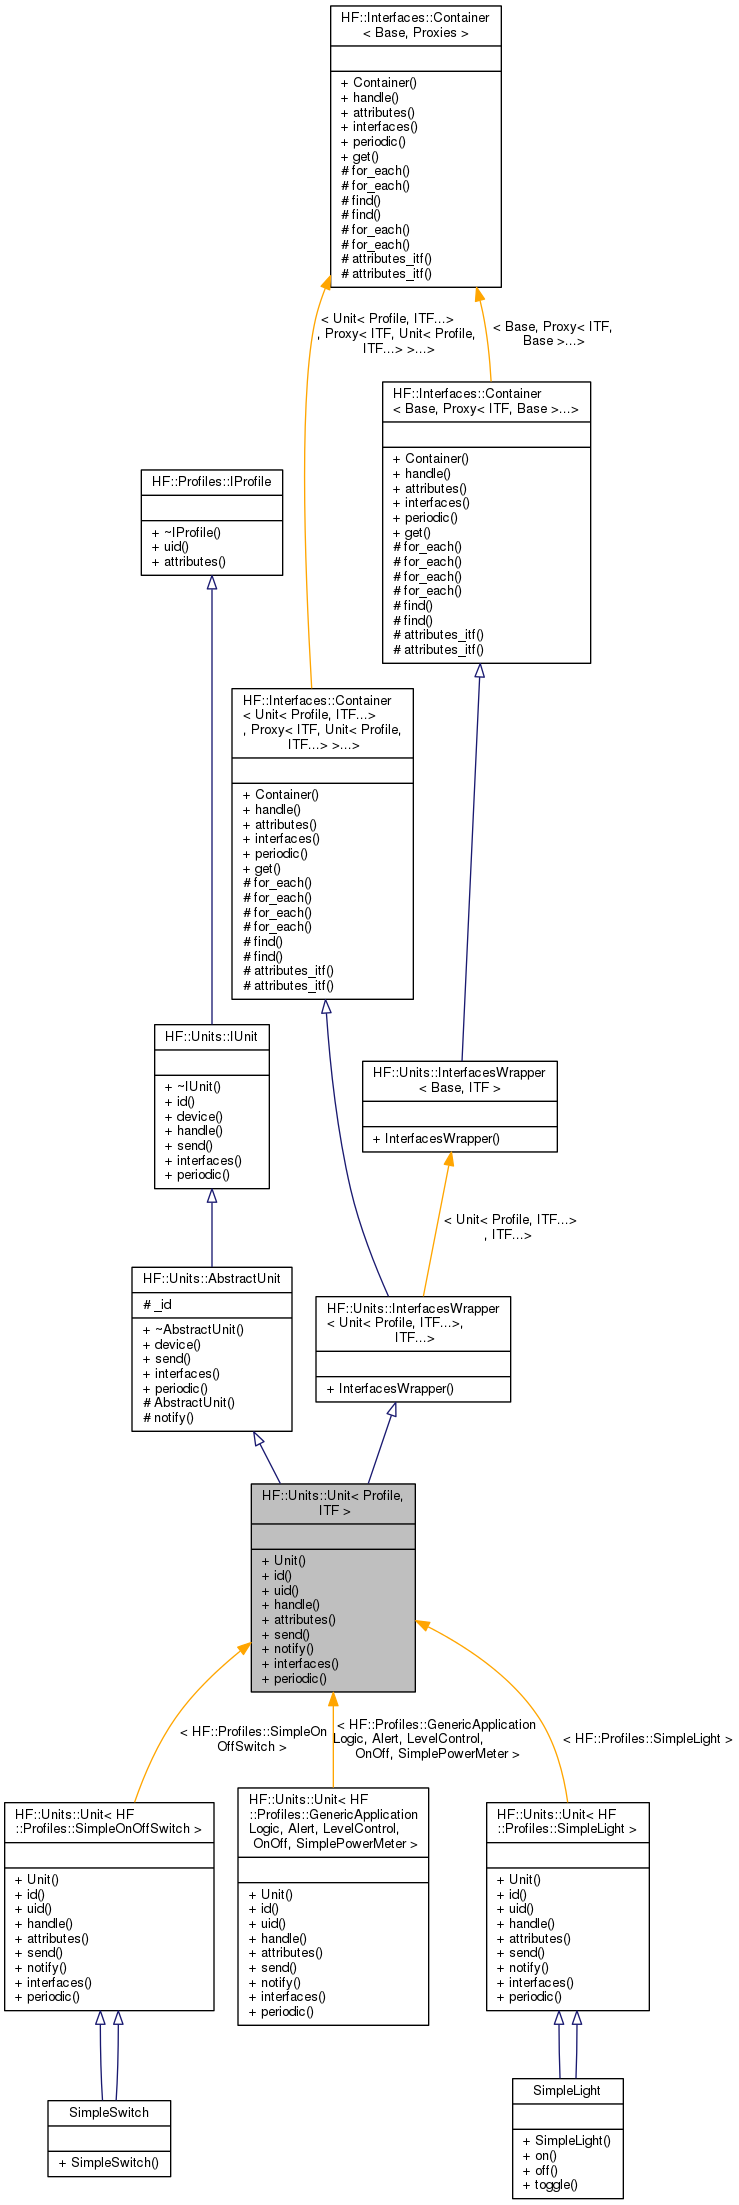 HF::Interfaces::Container
< Base, Proxies >
+ Container()
+ handle()
+ attributes()
+ interfaces()
+ periodic()
+ get()
# for_each()
# for_each()
# find()
# find()
# for_each()
# for_each()
# attributes_itf()
# attributes_itf()
< Unit< Profile, ITF...>
, Proxy< ITF, Unit< Profile,
ITF...> >...>
< Base, Proxy< ITF,
Base >...>
HF::Interfaces::Container
< Base, Proxy< ITF, Base >...>
+ Container()
+ handle()
+ attributes()
+ interfaces()
+ periodic()
+ get()
# for_each()
# for_each()
# for_each()
# for_each()
# find()
# find()
# attributes_itf()
# attributes_itf()
HF::Profiles::IProfile
+ ~IProfile()
+ uid()
+ attributes()
HF::Interfaces::Container
< Unit< Profile, ITF...>
, Proxy< ITF, Unit< Profile,
ITF...> >...>
+ Container()
+ handle()
+ attributes()
+ interfaces()
+ periodic()
+ get()
# for_each()
# for_each()
# for_each()
# for_each()
# find()
# find()
# attributes_itf()
# attributes_itf()
HF::Units::IUnit
+ ~IUnit()
+ id()
+ device()
+ handle()
+ send()
+ interfaces()
+ periodic()
HF::Units::InterfacesWrapper
< Base, ITF >
+ InterfacesWrapper()
< Unit< Profile, ITF...>
, ITF...>
HF::Units::AbstractUnit
# _id
+ ~AbstractUnit()
+ device()
+ send()
+ interfaces()
+ periodic()
# AbstractUnit()
# notify()
HF::Units::InterfacesWrapper
< Unit< Profile, ITF...>,
ITF...>
+ InterfacesWrapper()
HF::Units::Unit< Profile,
ITF >
+ Unit()
+ id()
+ uid()
+ handle()
+ attributes()
+ send()
+ notify()
+ interfaces()
+ periodic()
< HF::Profiles::SimpleOn
OffSwitch >
< HF::Profiles::GenericApplication
Logic, Alert, LevelControl,
OnOff, SimplePowerMeter >
< HF::Profiles::SimpleLight >
HF::Units::Unit< HF
::Profiles::SimpleOnOffSwitch >
+ Unit()
+ id()
+ uid()
+ handle()
+ attributes()
+ send()
+ notify()
+ interfaces()
+ periodic()
HF::Units::Unit< HF
::Profiles::GenericApplication
Logic, Alert, LevelControl,
OnOff, SimplePowerMeter >
+ Unit()
+ id()
+ uid()
+ handle()
+ attributes()
+ send()
+ notify()
+ interfaces()
+ periodic()
HF::Units::Unit< HF
::Profiles::SimpleLight >
+ Unit()
+ id()
+ uid()
+ handle()
+ attributes()
+ send()
+ notify()
+ interfaces()
+ periodic()
SimpleSwitch
+ SimpleSwitch()
SimpleLight
+ SimpleLight()
+ on()
+ off()
+ toggle()